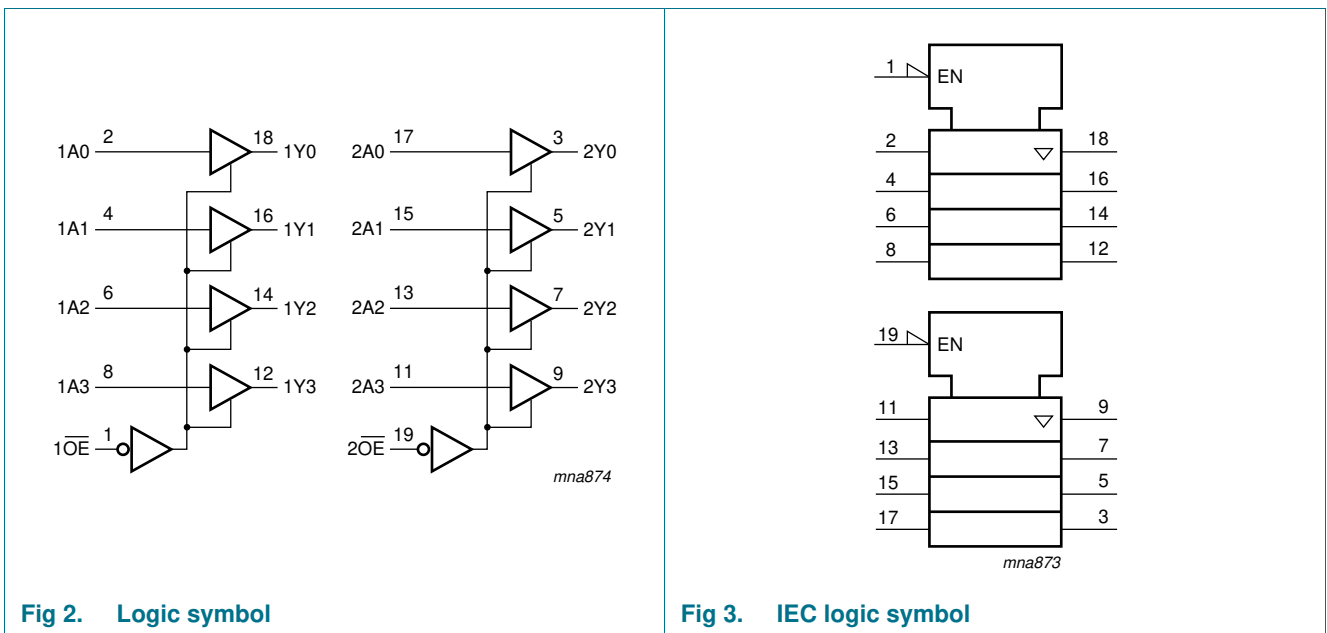 1A0 2 18 1Y0
1A1 4 16 1Y1
1A2 6 14 1Y2
1A3 8 12 1Y3
1O̅E̅ 1
2A0 17 3 2Y0
2A1 15 5 2Y1
2A2 13 7 2Y2
2A3 11 9 2Y3
2O̅E̅ 19
mna874
Fig 2. Logic symbol
1 EN
2 18
4 16
6 14
8 12
19 EN
11 9
13 7
15 5
17 3
mna873
Fig 3. IEC logic symbol